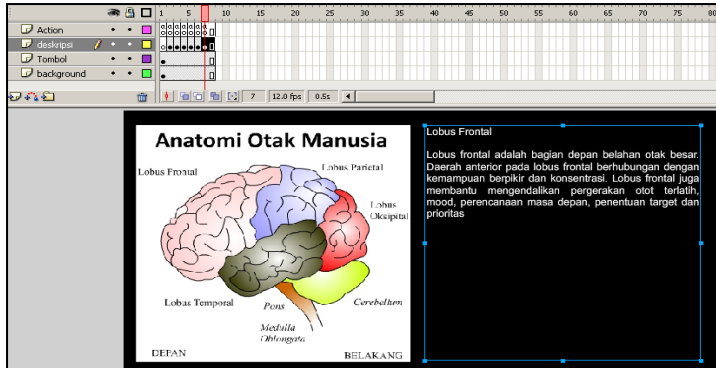 1 5 10 15 20 25 30 35 40 45 50 55 60 65 70 75 80
Action
deskripsi
Tombol
background
7 12.0 fps 0.5s
Anatomi Otak Manusia
Lobus Frontal
Lobus Parietal
Lobus
Oksipital
Lobus Temporal
Pons
Cerebellum
Medulla
Oblongata
DEPAN
BELAKANG
Lobus Frontal
Lobus frontal adalah bagian depan belahan otak besar.
Daerah anterior pada lobus frontal berhubungan dengan
kemampuan berpikir dan konsentrasi. Lobus frontal juga
membantu mengendalikan pergerakan otot terlatih,
mood, perencanaan masa depan, penentuan target dan
prioritas